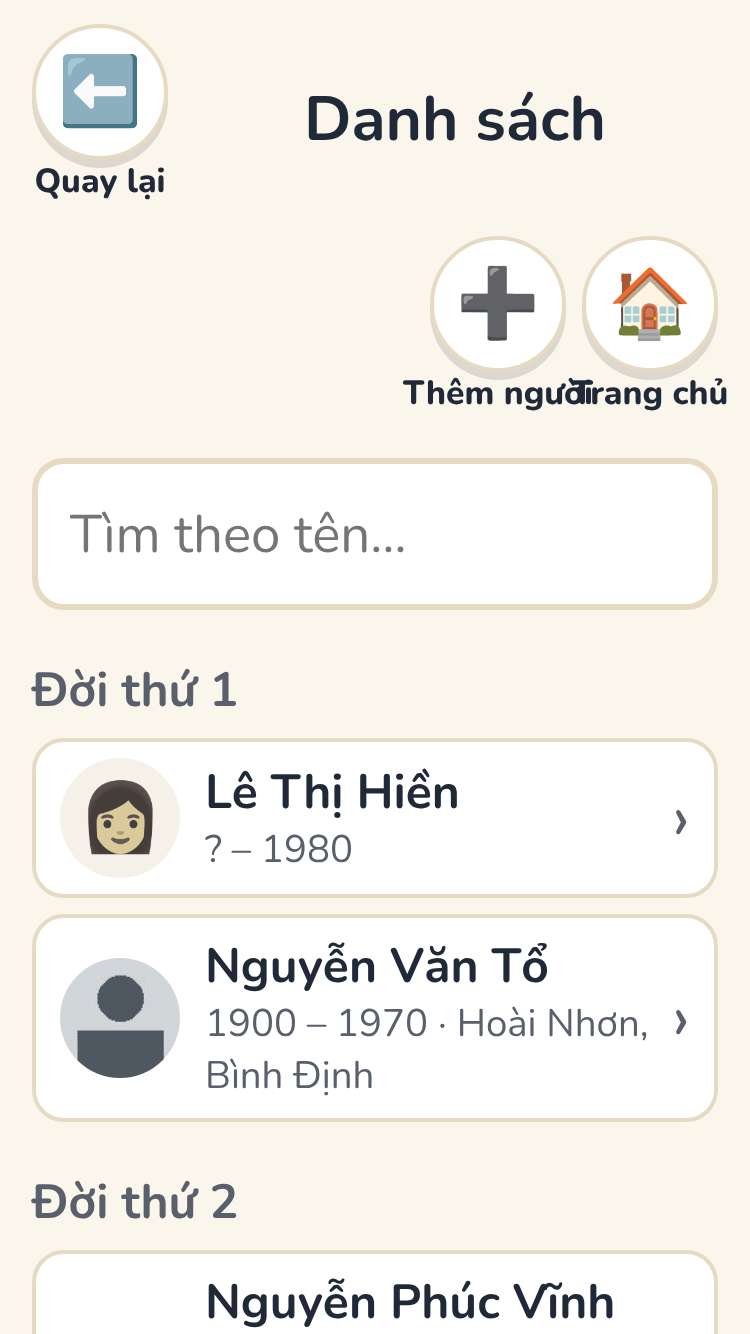 Quay lại
Danh sách
Thêm người
Trang chủ
Tìm theo tên...
Đời thứ 1
Lê Thị Hiền
? – 1980
›
Nguyễn Văn Tổ
1900 – 1970 · Hoài Nhơn,
Bình Định
›
Đời thứ 2
Nguyễn Phúc Vĩnh